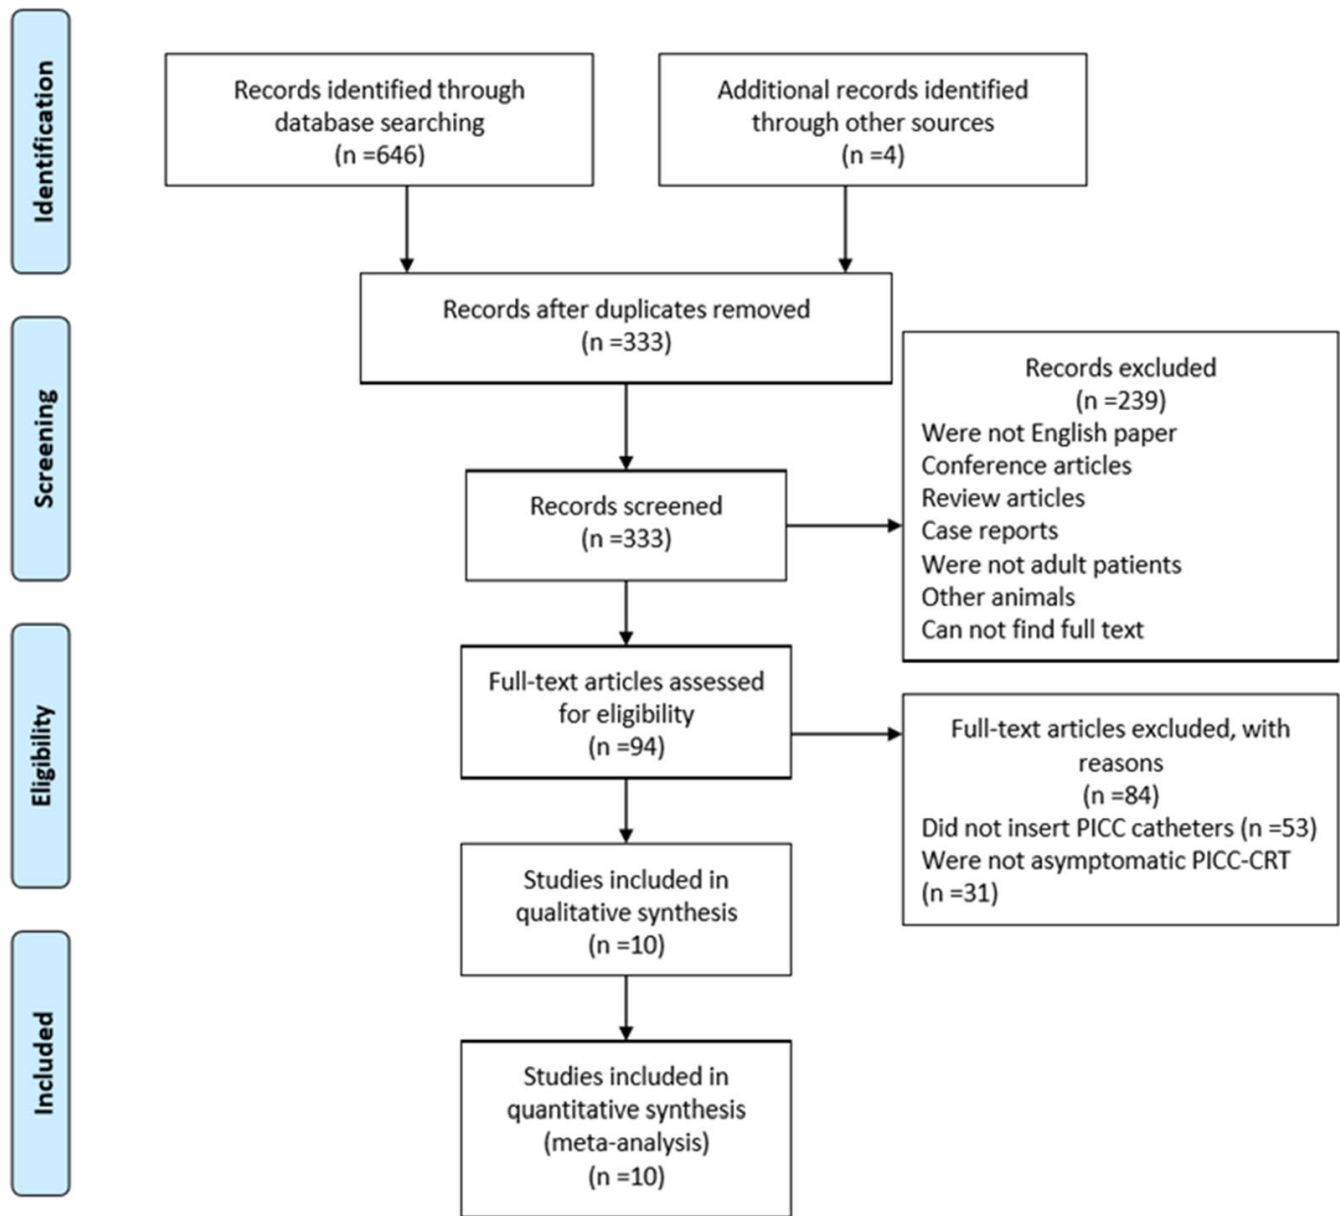 Identification
Records identified through
database searching
(n =646)
Additional records identified
through other sources
(n =4)
Records after duplicates removed
(n =333)
Screening
Records screened
(n =333)
Records excluded
(n =239)
Were not English paper
Conference articles
Review articles
Case reports
Were not adult patients
Other animals
Can not find full text
Eligibility
Full-text articles assessed
for eligibility
(n =94)
Full-text articles excluded, with
reasons
(n =84)
Did not insert PICC catheters (n =53)
Were not asymptomatic PICC-CRT
(n =31)
Studies included in
qualitative synthesis
(n =10)
Included
Studies included in
quantitative synthesis
(meta-analysis)
(n =10)